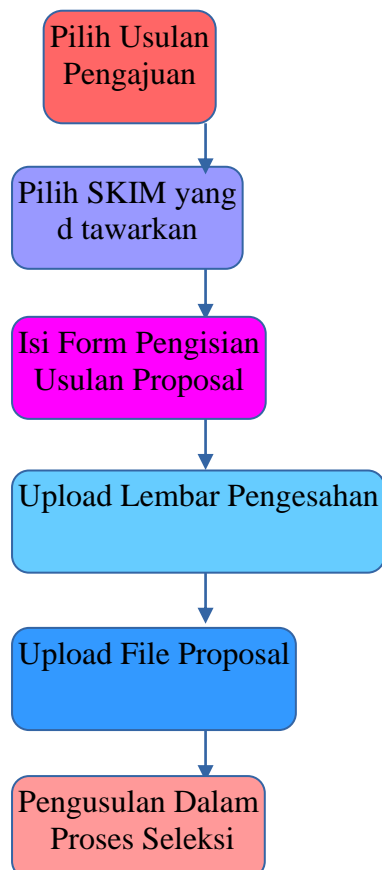 Pilih Usulan
Pengajuan
Pilih SKIM yang
d tawarkan
Isi Form Pengisian
Usulan Proposal
Upload Lembar Pengesahan
Upload File Proposal
Pengusulan Dalam
Proses Seleksi